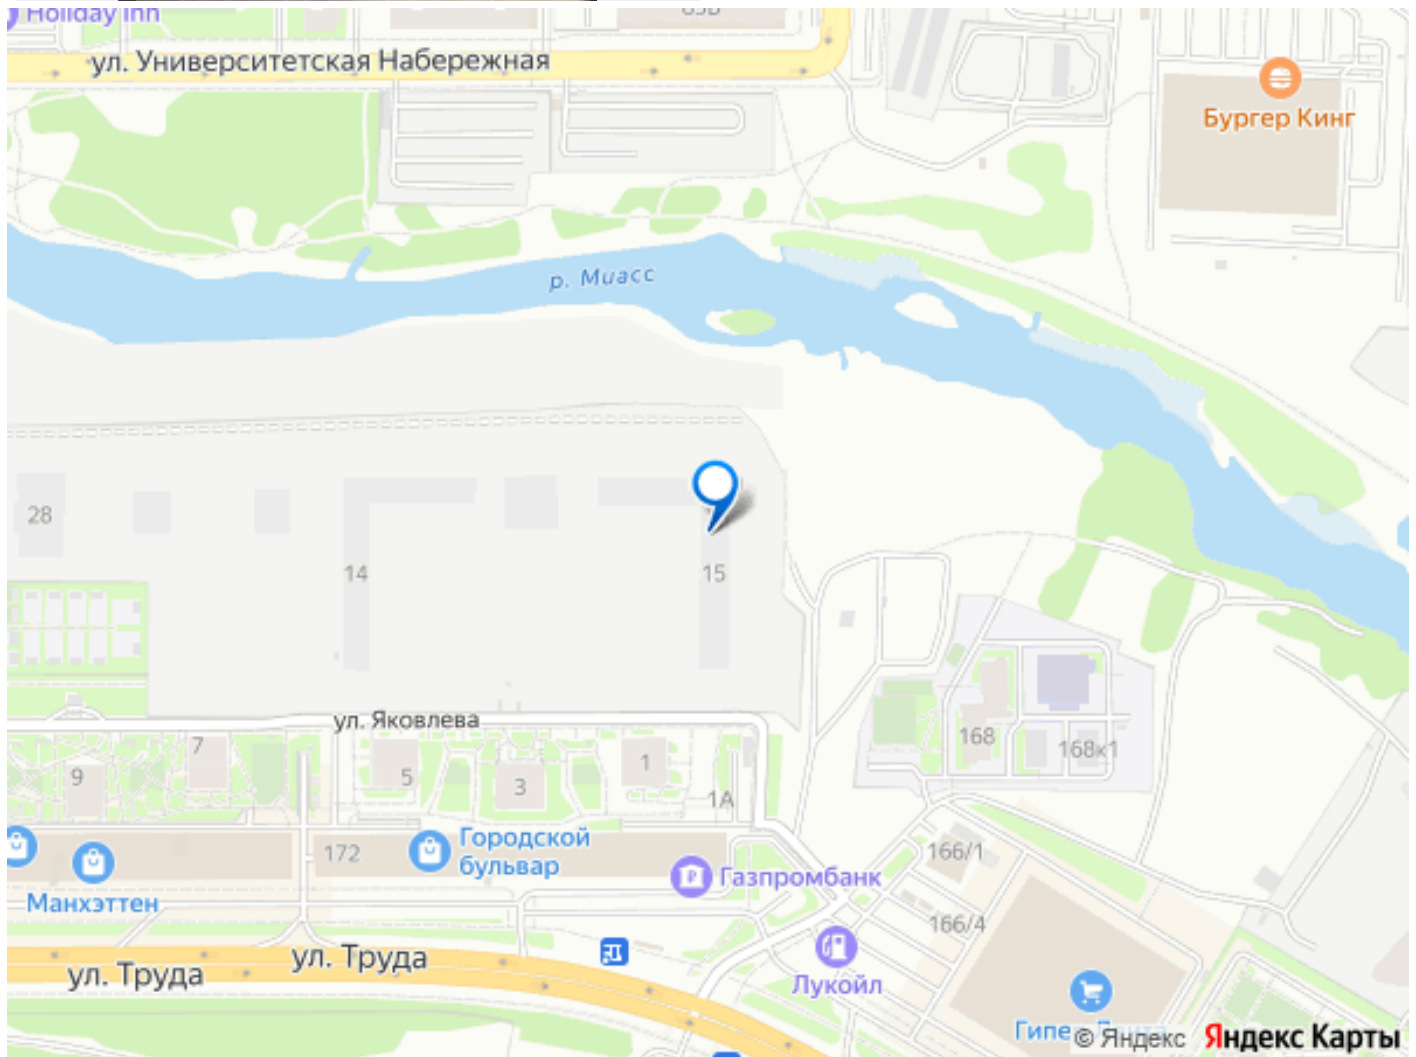 Holiday Inn
ул. Университетская Набережная
Бургер Кинг
р. Миасс
28
14
15
ул. Яковлева
7
9
5
3
1
1А
168
168к1
172
Городской
бульвар
Манхэттен
Газпромбанк
166/1
166/4
Лукойл
ул. Труда
ул. Труда
© Яндекс
Яндекс Карты